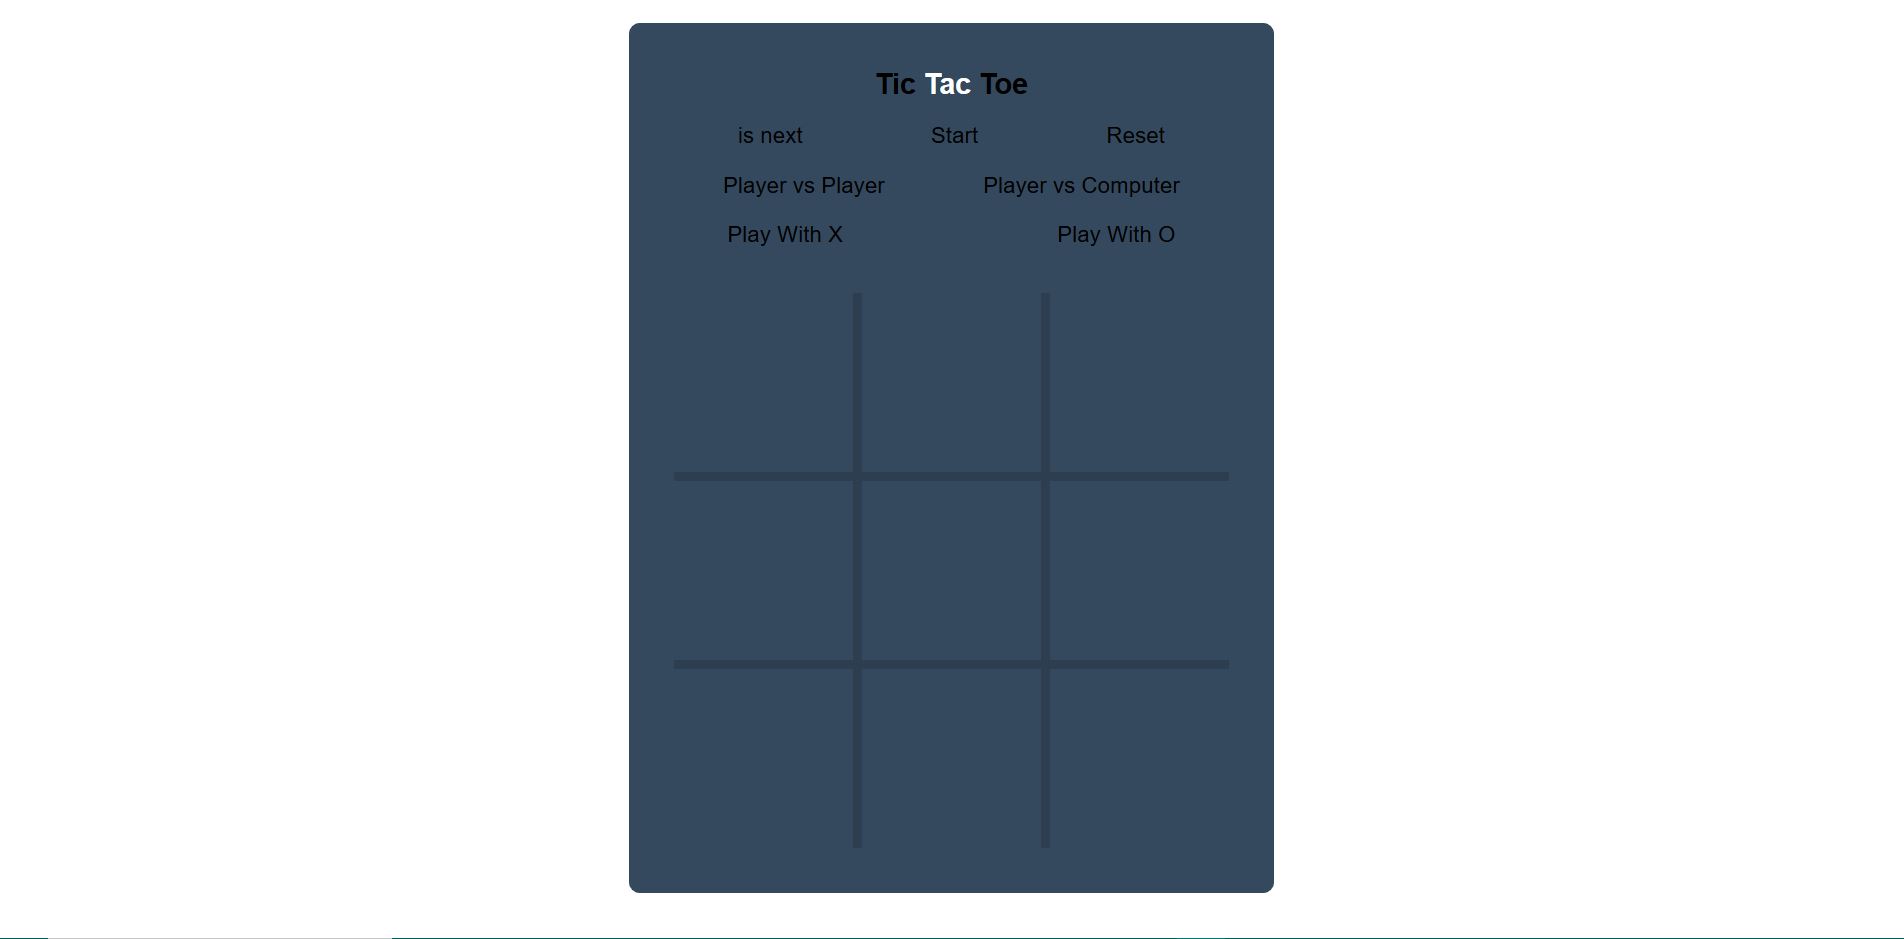 Tic Tac Toe
is next Start Reset
Player vs Player Player vs Computer
Play With X Play With O